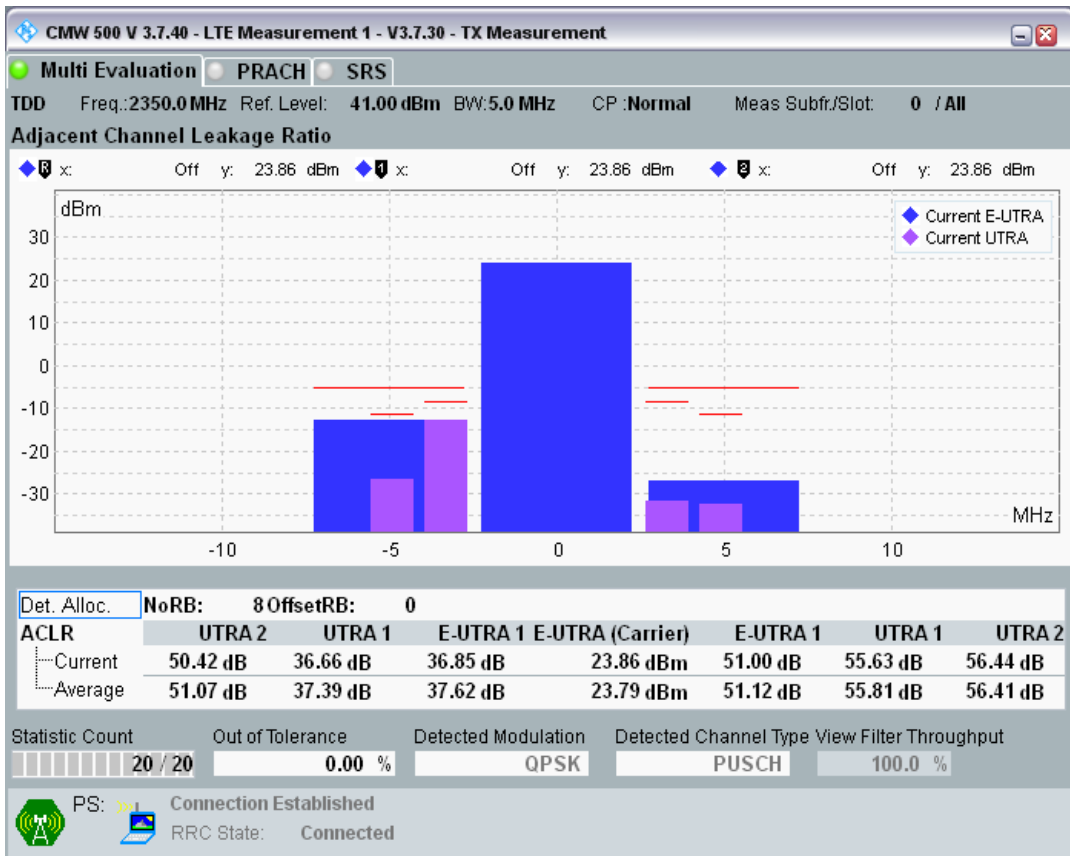 CMW 500 V 3.7.40 - LTE Measurement 1 - V3.7.30 - TX Measurement
Multi Evaluation PRACH SRS
TDD Freq.:2350.0 MHz Ref. Level: 41.00 dBm BW:5.0 MHz CP :Normal Meas Subfr./Slot: 0 / All
Adjacent Channel Leakage Ratio
R x: Off y: 23.86 dBm 1 x: Off y: 23.86 dBm 2 x: Off y: 23.86 dBm
dBm
Current E-UTRA
Current UTRA
30
20
10
0
-10
-20
-30
MHz
-10 -5 0 5 10
Det. Alloc. NoRB: 8 OffsetRB: 0
ACLR UTRA 2 UTRA 1 E-UTRA 1 E-UTRA (Carrier) E-UTRA 1 UTRA 1 UTRA 2
Current 50.42 dB 36.66 dB 36.85 dB 23.86 dBm 51.00 dB 55.63 dB 56.44 dB
Average 51.07 dB 37.39 dB 37.62 dB 23.79 dBm 51.12 dB 55.81 dB 56.41 dB
Statistic Count Out of Tolerance Detected Modulation Detected Channel Type View Filter Throughput
20 / 20 0.00 % QPSK PUSCH 100.0 %
PS: Connection Established
RRC State: Connected